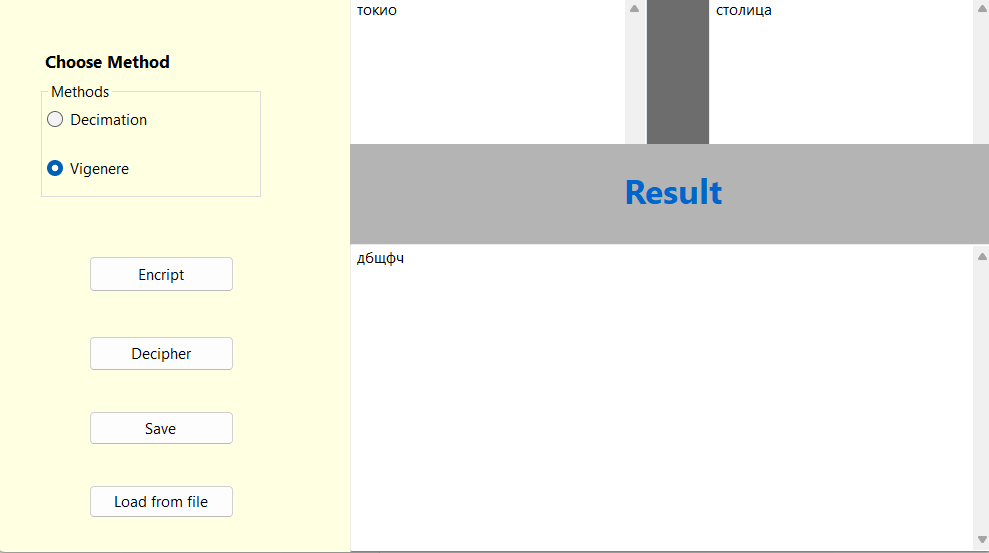 токио
столица
Choose Method
Methods
Decimation
Vigenere
Result
дбщфч
Encript
Decipher
Save
Load from file